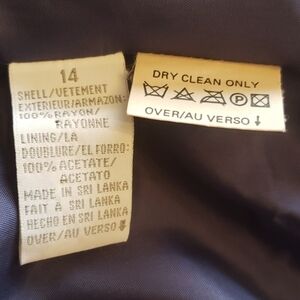 14
SHELL/VETEMENT
EXTERIEUR/ARMAZON:
100% RAYON/
RAYONNE
LINING/LA
DOUBLURE/EL FORRO:
100% ACETATE/
ACETATO
MADE IN SRI LANKA
FAIT A SRI LANKA
HECHO EN SRI LANKA
OVER/AU VERSO
DRY CLEAN ONLY
P
OVER/AU VERSO ↓